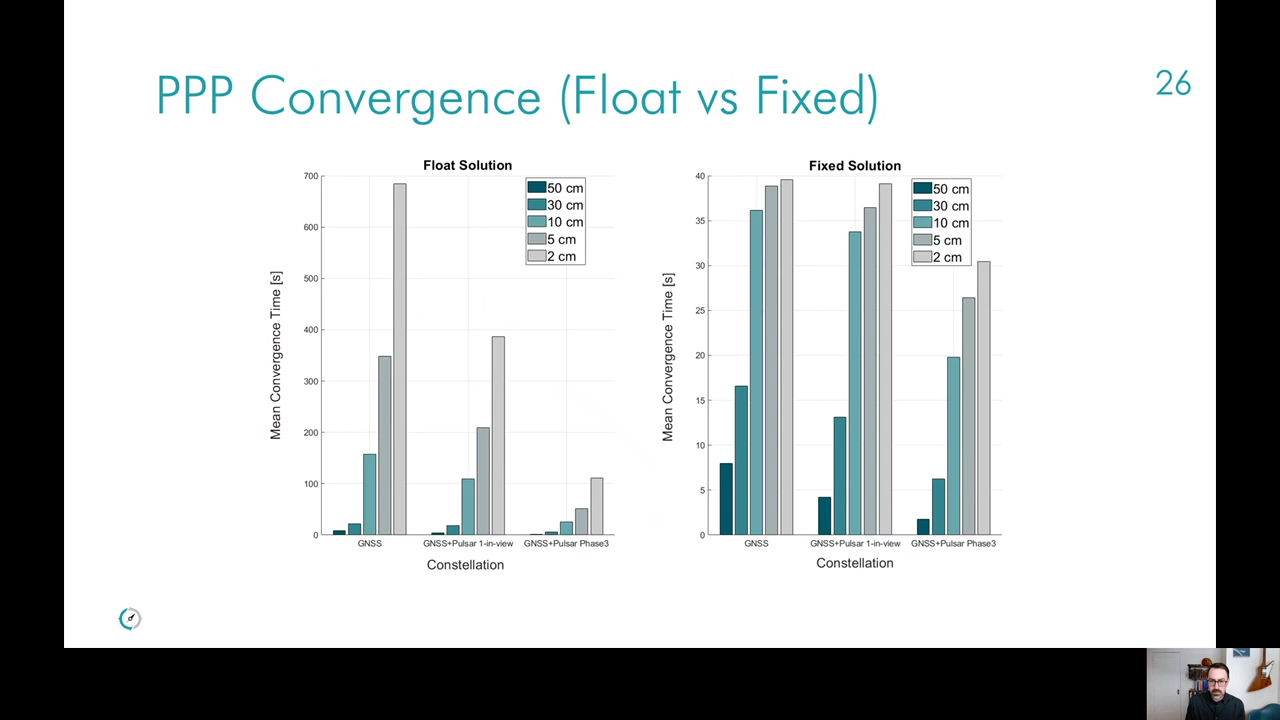 PPP Convergence (Float vs Fixed)
26
Float Solution
Mean Convergence Time [s]
700
600
500
400
300
200
100
0
50 cm
30 cm
10 cm
5 cm
2 cm
GNSS
GNSS+Pulsar 1-in-view
GNSS+Pulsar Phase3
Constellation
Fixed Solution
Mean Convergence Time [s]
40
35
30
25
20
15
10
5
0
50 cm
30 cm
10 cm
5 cm
2 cm
GNSS
GNSS+Pulsar 1-in-view
GNSS+Pulsar Phase3
Constellation